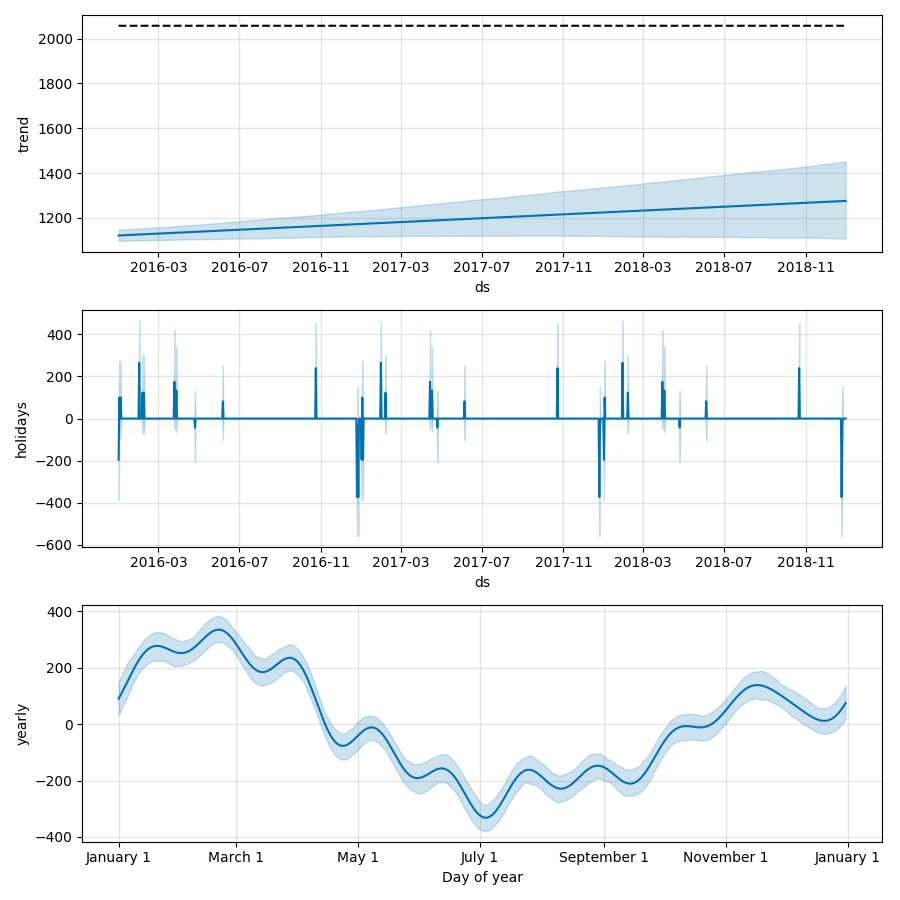 2000
1800
1600
1400
1200
trend
2016-03 2016-07 2016-11 2017-03 2017-07 2017-11 2018-03 2018-07 2018-11
ds
400
200
0
−200
−400
−600
holidays
2016-03 2016-07 2016-11 2017-03 2017-07 2017-11 2018-03 2018-07 2018-11
ds
400
200
0
−200
−400
yearly
January 1 March 1 May 1 July 1 September 1 November 1 January 1
Day of year